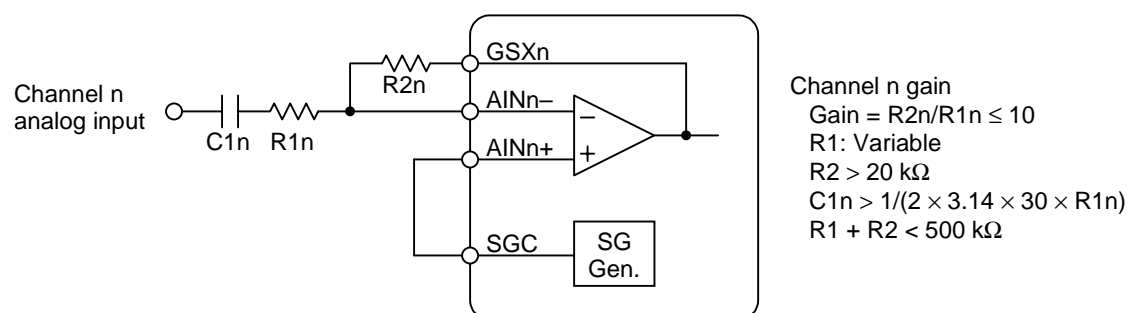 Channel n
analog input
C1n
R1n
R2n
GSXn
AINn–
AINn+
SGC
–
+
SG
Gen.
Channel n gain
Gain = R2n/R1n ≤ 10
R1: Variable
R2 > 20 kΩ
C1n > 1/(2 × 3.14 × 30 × R1n)
R1 + R2 < 500 kΩ